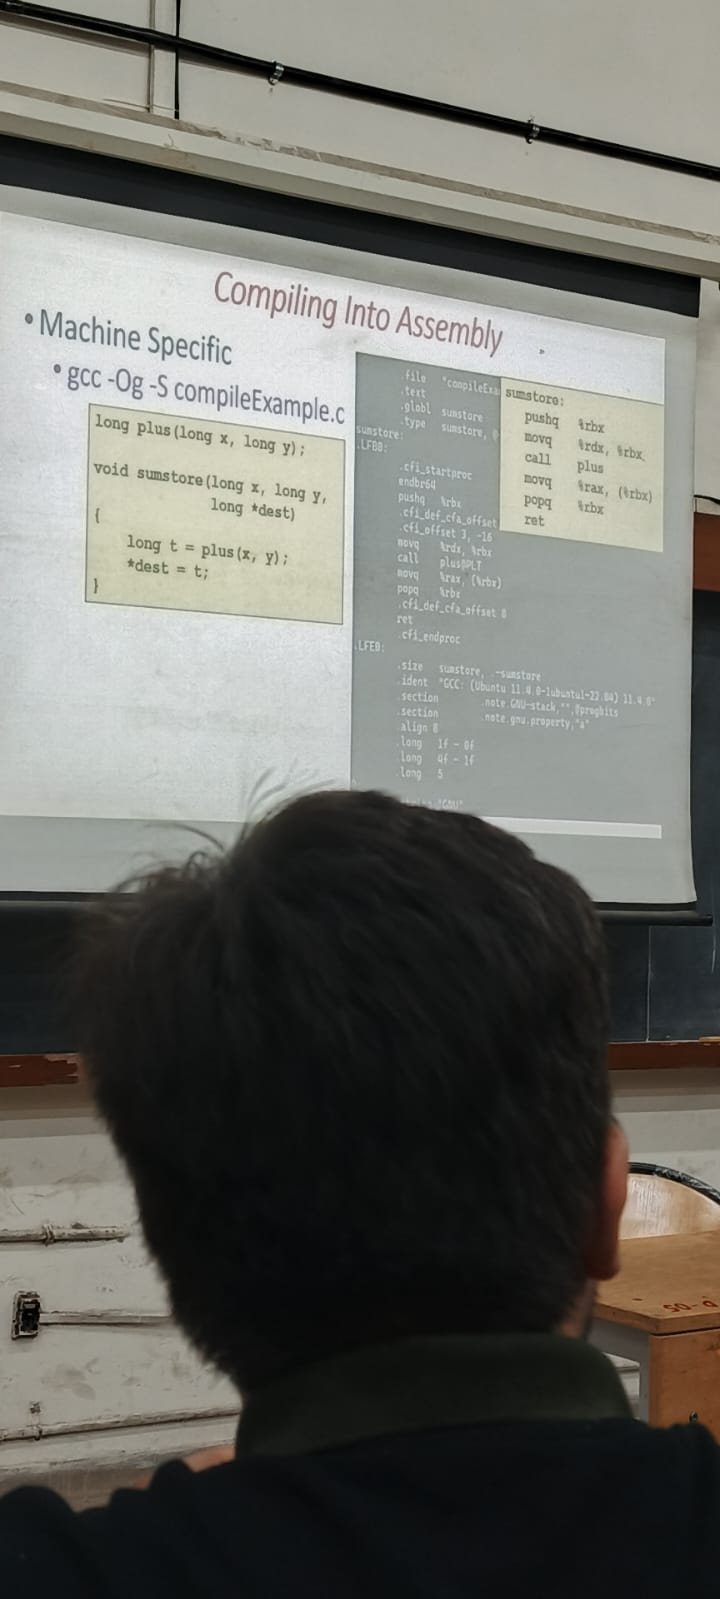 Compiling Into Assembly
• Machine Specific
• gcc -Og -S compileExample.c
long plus(long x, long y);
void sumstore(long x, long y,
long *dest)
{
long t = plus(x, y);
*dest = t;
}
.file "compileExa
.text
.globl sumstore
.type sumstore, @
sumstore:
.LFB0:
.cfi_startproc
endbr64
pushq %rbx
.cfi_def_cfa_offset
.cfi_offset 3, -16
movq %rdx, %rbx
call plus@PLT
movq %rax, (%rbx)
popq %rbx
.cfi_def_cfa_offset 8
ret
.cfi_endproc
.LFE0:
.size sumstore, .-sumstore
.ident "GCC: (Ubuntu 11.4.0-1ubuntu1~22.04) 11.4.0"
.section .note.GNU-stack,"",@progbits
.section .note.gnu.property,"a"
.align 8
.long 1f - 0f
.long 4f - 1f
.long 5
"GNU"
sumstore:
pushq %rbx
movq %rdx, %rbx
call plus
movq %rax, (%rbx)
popq %rbx
ret